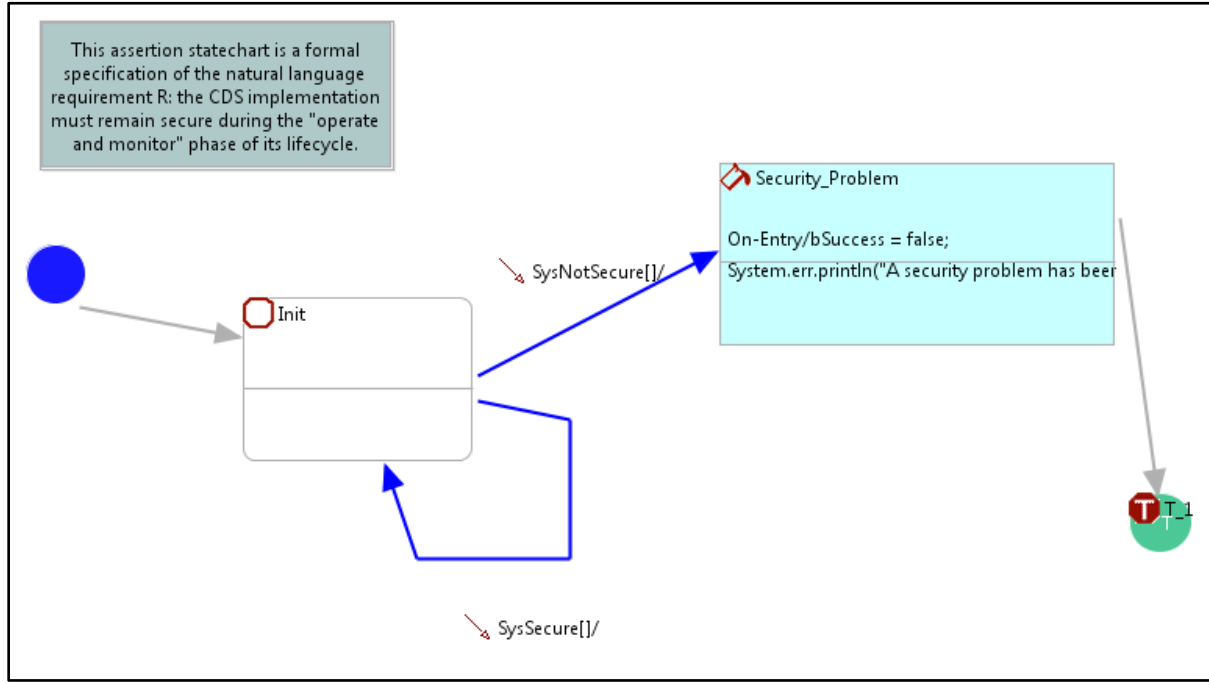 This assertion statechart is a formal
specification of the natural language
requirement R: the CDS implementation
must remain secure during the "operate
and monitor" phase of its lifecycle.
Security_Problem
On-Entry/bSuccess = false;
System.err.println("A security problem has beer
SysNotSecure[]/
Init
T
T_1
T
SysSecure[]/